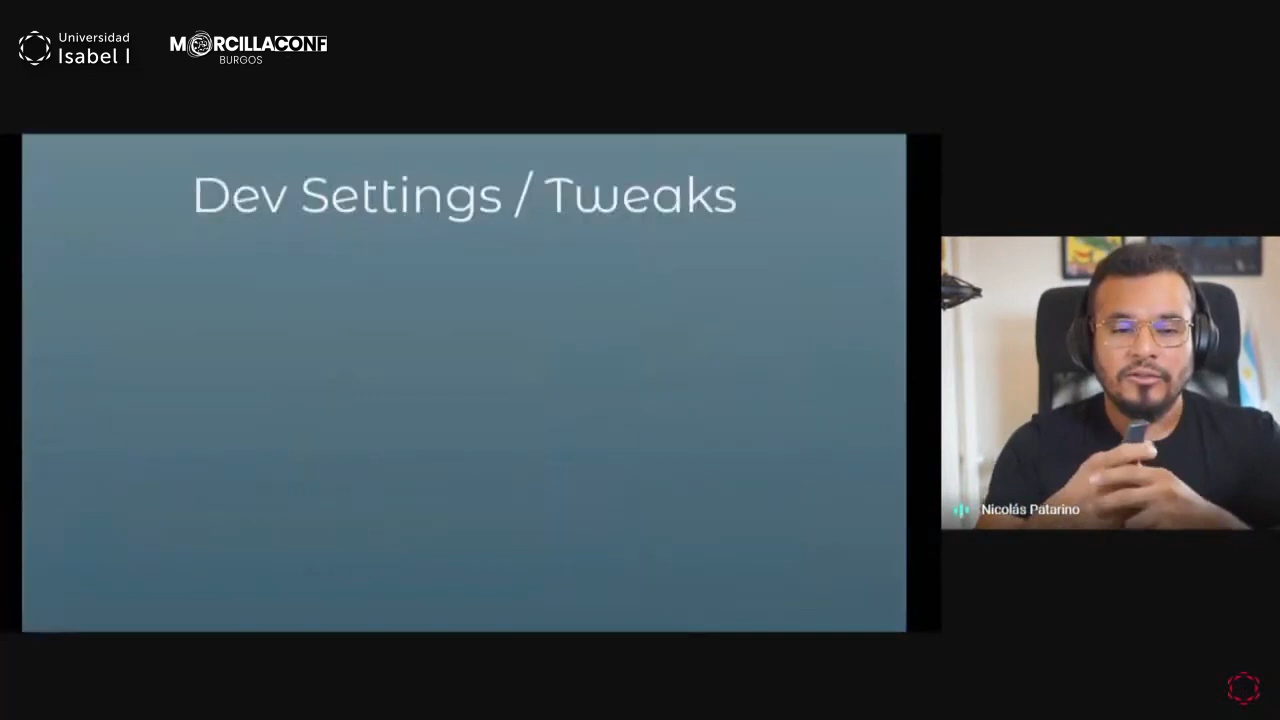 Universidad
Isabel I
MORCILLACONF
BURGOS
Dev Settings / Tweaks
Nicolás Patarino